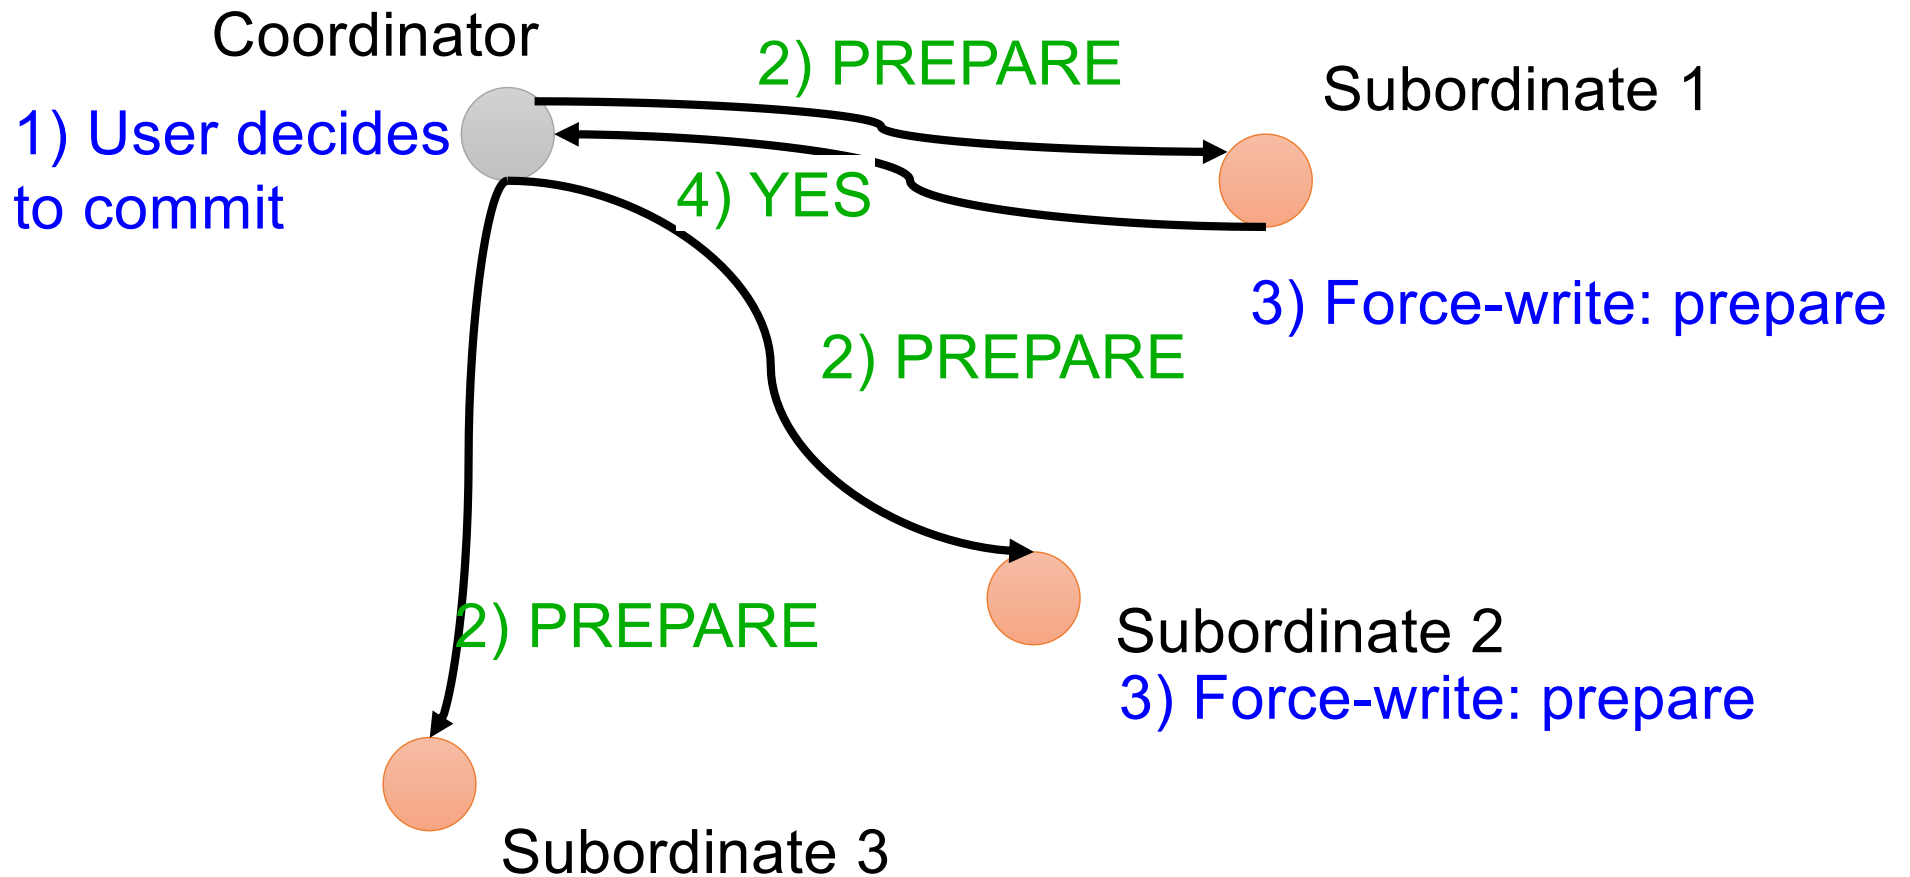 Coordinator
2) PREPARE
Subordinate 1
1) User decides
to commit
4) YES
3) Force-write: prepare
2) PREPARE
2) PREPARE
Subordinate 2
3) Force-write: prepare
Subordinate 3